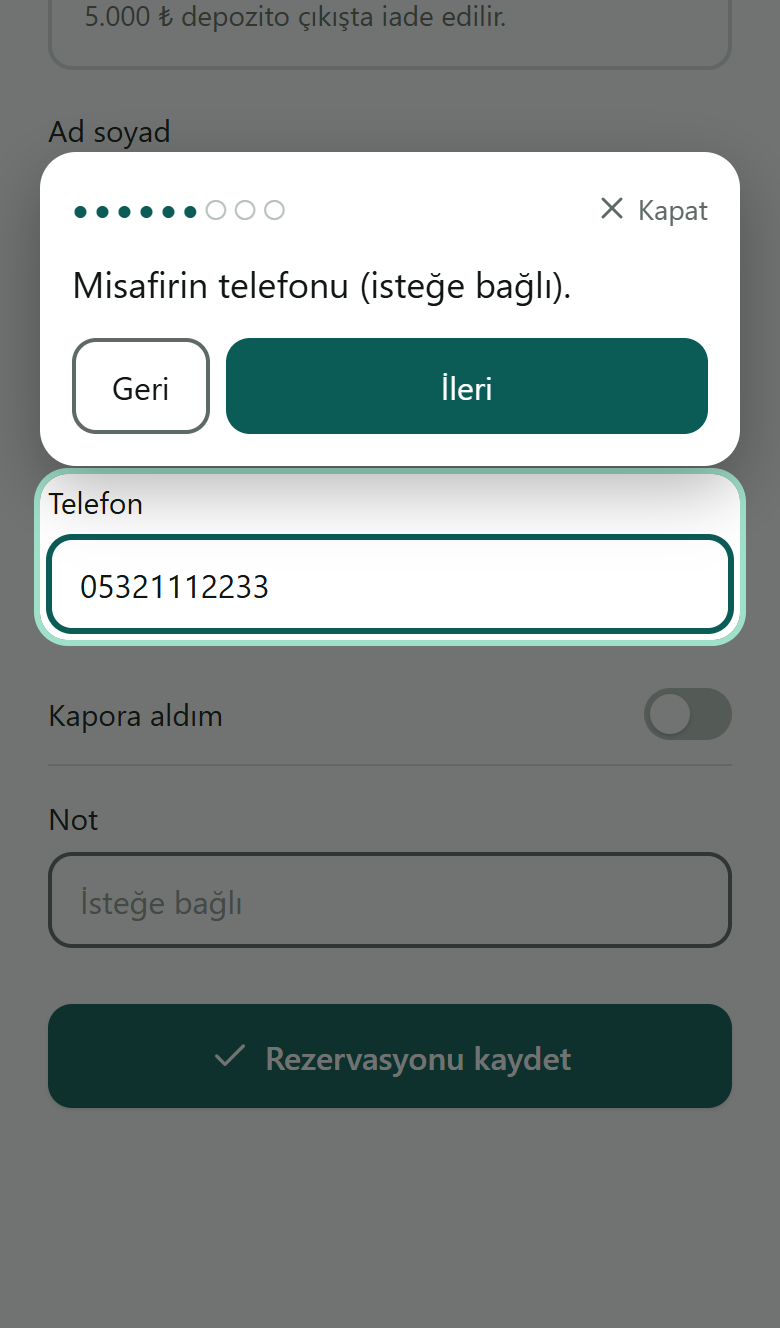 5.000 ₺ depozito çıkışta iade edilir.
Ad soyad
Kapat
Misafirin telefonu (isteğe bağlı).
Geri
İleri
Telefon
05321112233
Kapora aldım
Not
İsteğe bağlı
Rezervasyonu kaydet